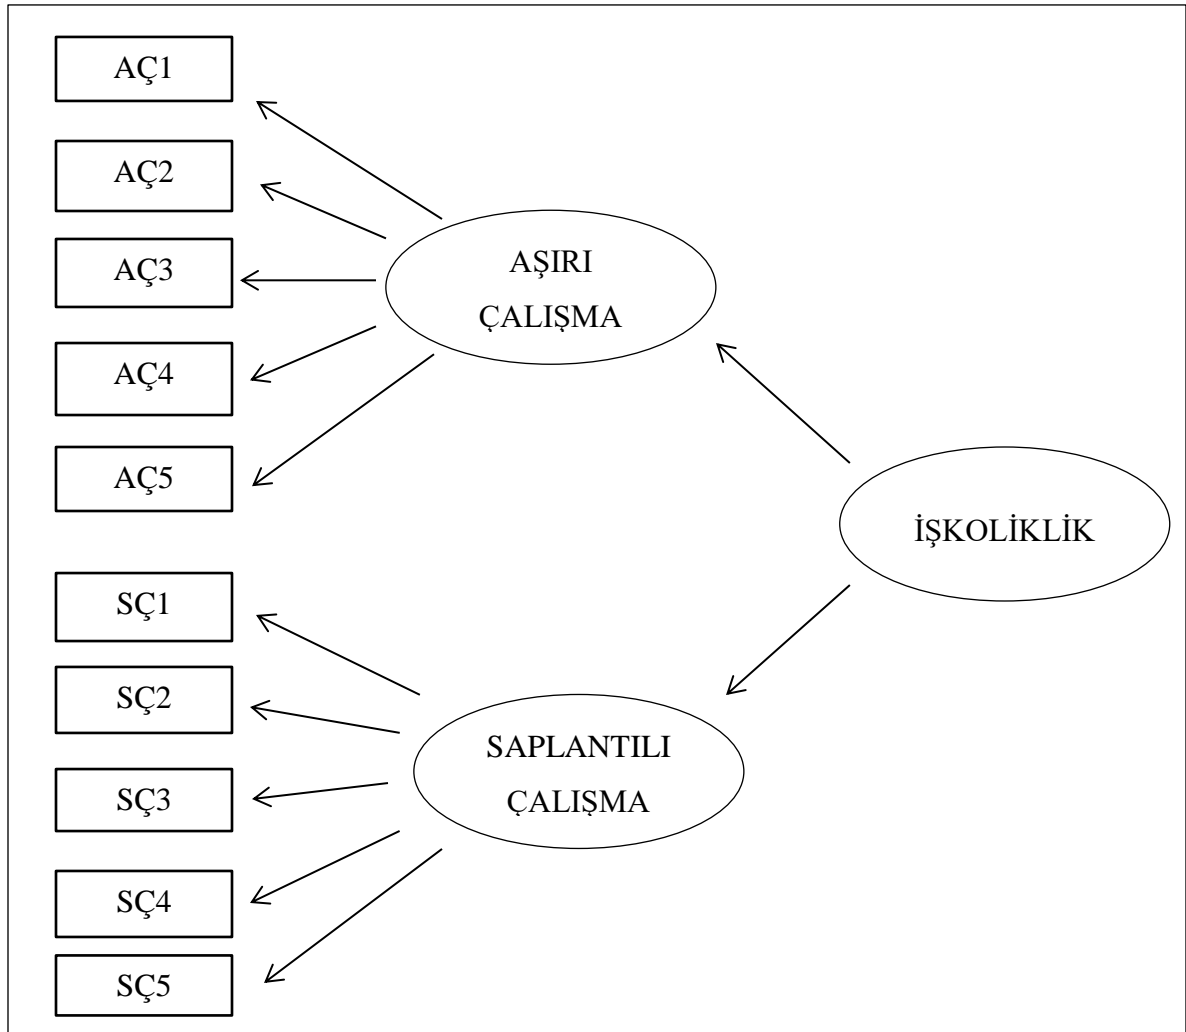 AÇ1
AÇ2
AÇ3
AÇ4
AÇ5
AŞIRI
ÇALIŞMA
İŞKOLİKLİK
SÇ1
SÇ2
SÇ3
SÇ4
SÇ5
SAPLANTILI
ÇALIŞMA